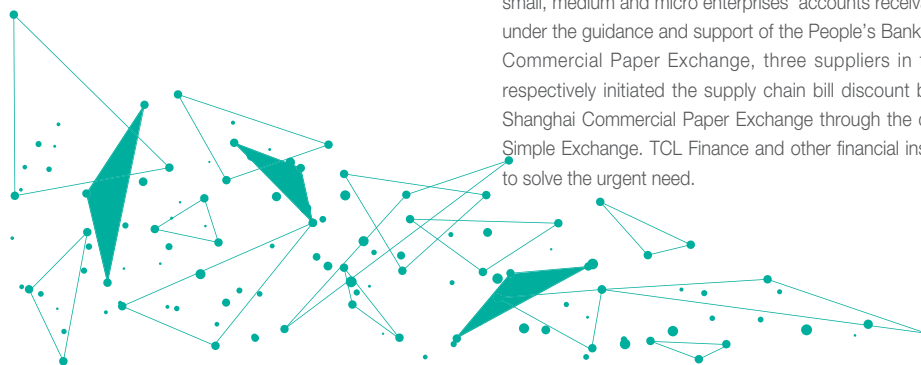 small, medium and micro enterprises' accounts
under the guidance and support of the People's Bank
Commercial Paper Exchange, three suppliers in
respectively initiated the supply chain bill discount
Shanghai Commercial Paper Exchange through the
Simple Exchange. TCL Finance and other financial
to solve the urgent need.